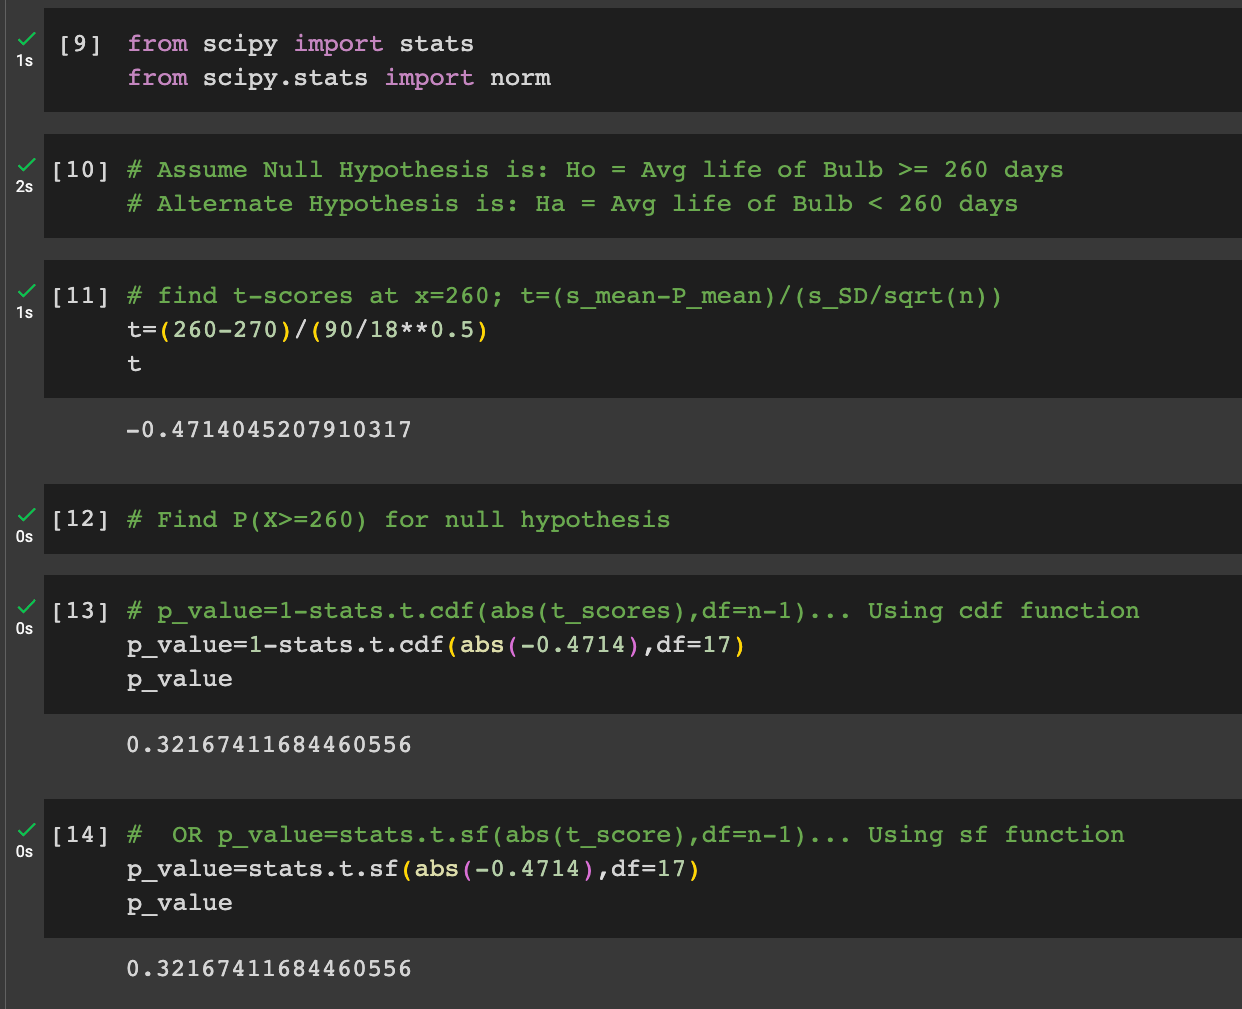 [9] from scipy import stats
from scipy.stats import norm
1s
[10] # Assume Null Hypothesis is: Ho = Avg life of Bulb >= 260 days
2s
# Alternate Hypothesis is: Ha = Avg life of Bulb < 260 days
[11] # find t-scores at x=260; t=(s_mean-P_mean)/(s_SD/sqrt(n))
1s
t=(260-270)/(90/18**0.5)
t
-0.4714045207910317
[12] # Find P(X>=260) for null hypothesis
0s
[13] # p_value=1-stats.t.cdf(abs(t_scores),df=n-1)... Using cdf function
0s
p_value=1-stats.t.cdf(abs(-0.4714),df=17)
p_value
0.32167411684460556
[14] #  OR p_value=stats.t.sf(abs(t_score),df=n-1)... Using sf function
0s
p_value=stats.t.sf(abs(-0.4714),df=17)
p_value
0.32167411684460556